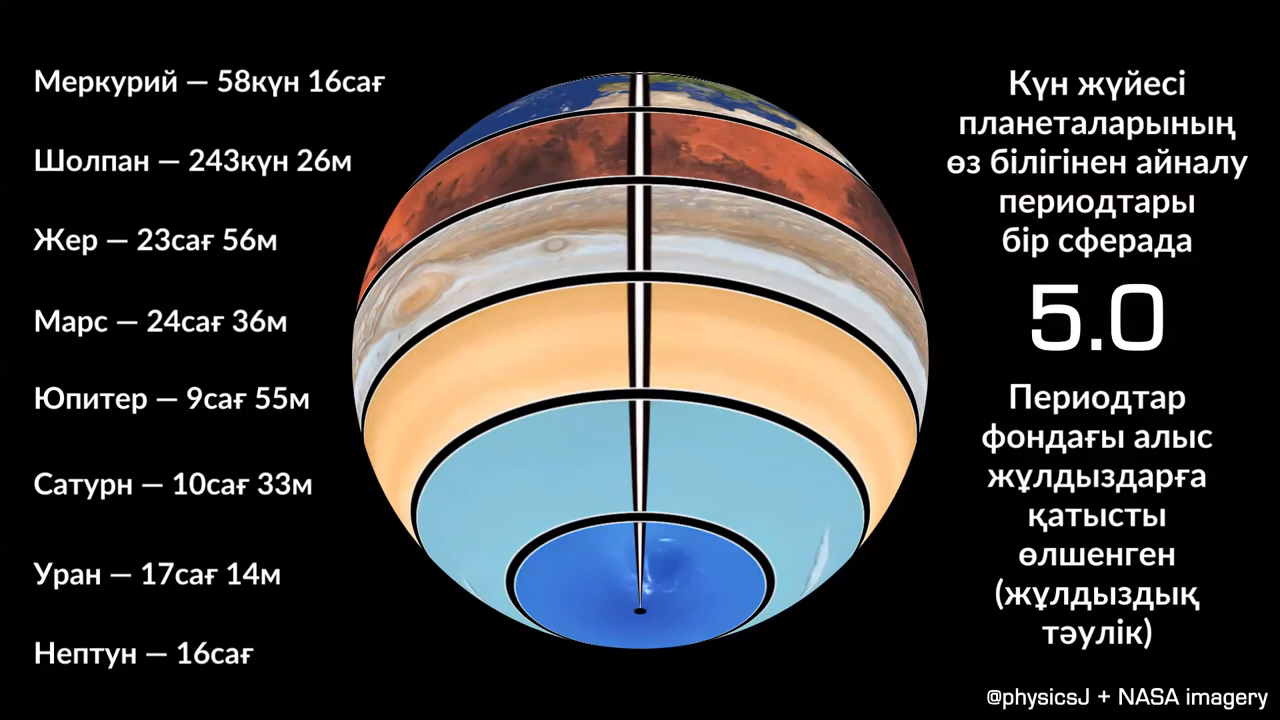 Меркурий — 58күн 16сағ
Шолпан — 243күн 26м
Жер — 23сағ 56м
Марс — 24сағ 36м
Юпитер — 9сағ 55м
Сатурн — 10сағ 33м
Уран — 17сағ 14м
Нептун — 16сағ
Күн жүйесі
планеталарының
өз білігінен айналу
периодтары
бір сферада
5.0
Периодтар
фондағы алыс
жұлдыздарға
қатысты
өлшенген
(жұлдыздық
тәулік)
@physicsJ + NASA imagery